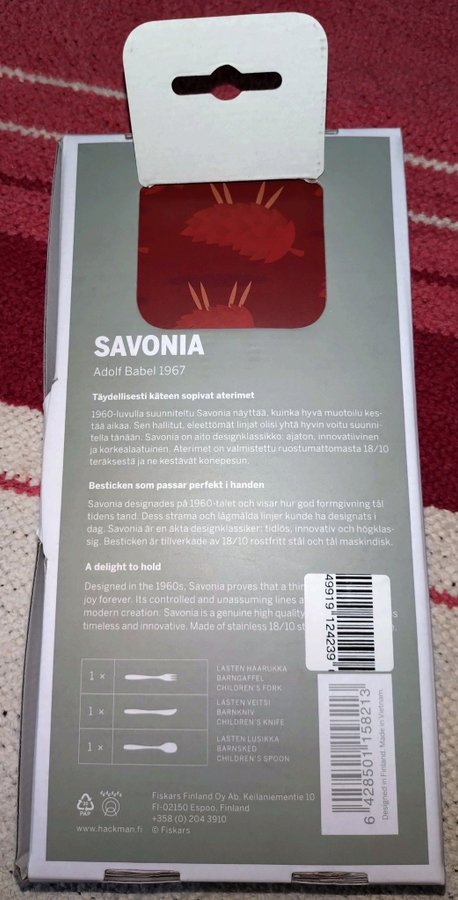 SAVONIA
Adolf Babel 1967
Täydellisesti käteen sopivat aterimet
1960-luvulla suunniteltu Savonia näyttää, kuinka hyvä muotoilu kes-
tää aikaa. Sen hallitut, eleettömät linjat olisi yhtä hyvin voitu suunni-
tella tänään. Savonia on aito designklassikko: ajaton, innovatiivinen
ja korkealaatuinen. Aterimet on valmistettu ruostumattomasta 18/10
teräksestä ja ne kestävät konepesun.
Besticken som passar perfekt i handen
Savonia designades på 1960-talet och visar hur god formgivning tål
tidens tand. Dess strama och lågmälda linjer kunde ha designats i
dag. Savonia är en äkta designklassiker: tidlös, innovativ och högklas-
sig. Besticken är tillverkade av 18/10 rostfritt stål och tål maskindisk.
A delight to hold
Designed in the 1960s, Savonia proves that a thin
joy forever. Its controlled and unassuming lines a
modern creation. Savonia is a genuine high quality
timeless and innovative. Made of stainless 18/10 st
49919 124239
1 × LASTEN HAARUKKA
BARNGAFFEL
CHILDREN'S FORK
1 × LASTEN VEITSI
BARNKNIV
CHILDREN'S KNIFE
1 × LASTEN LUSIKKA
BARNSKED
CHILDREN'S SPOON
6 428501 158213
Designed in Finland. Made in Vietnam.
PAP
www.hackman.fi
Fiskars Finland Oy Ab, Keilaniementie 10
FI-02150 Espoo, Finland
+358 (0) 204 3910
© Fiskars